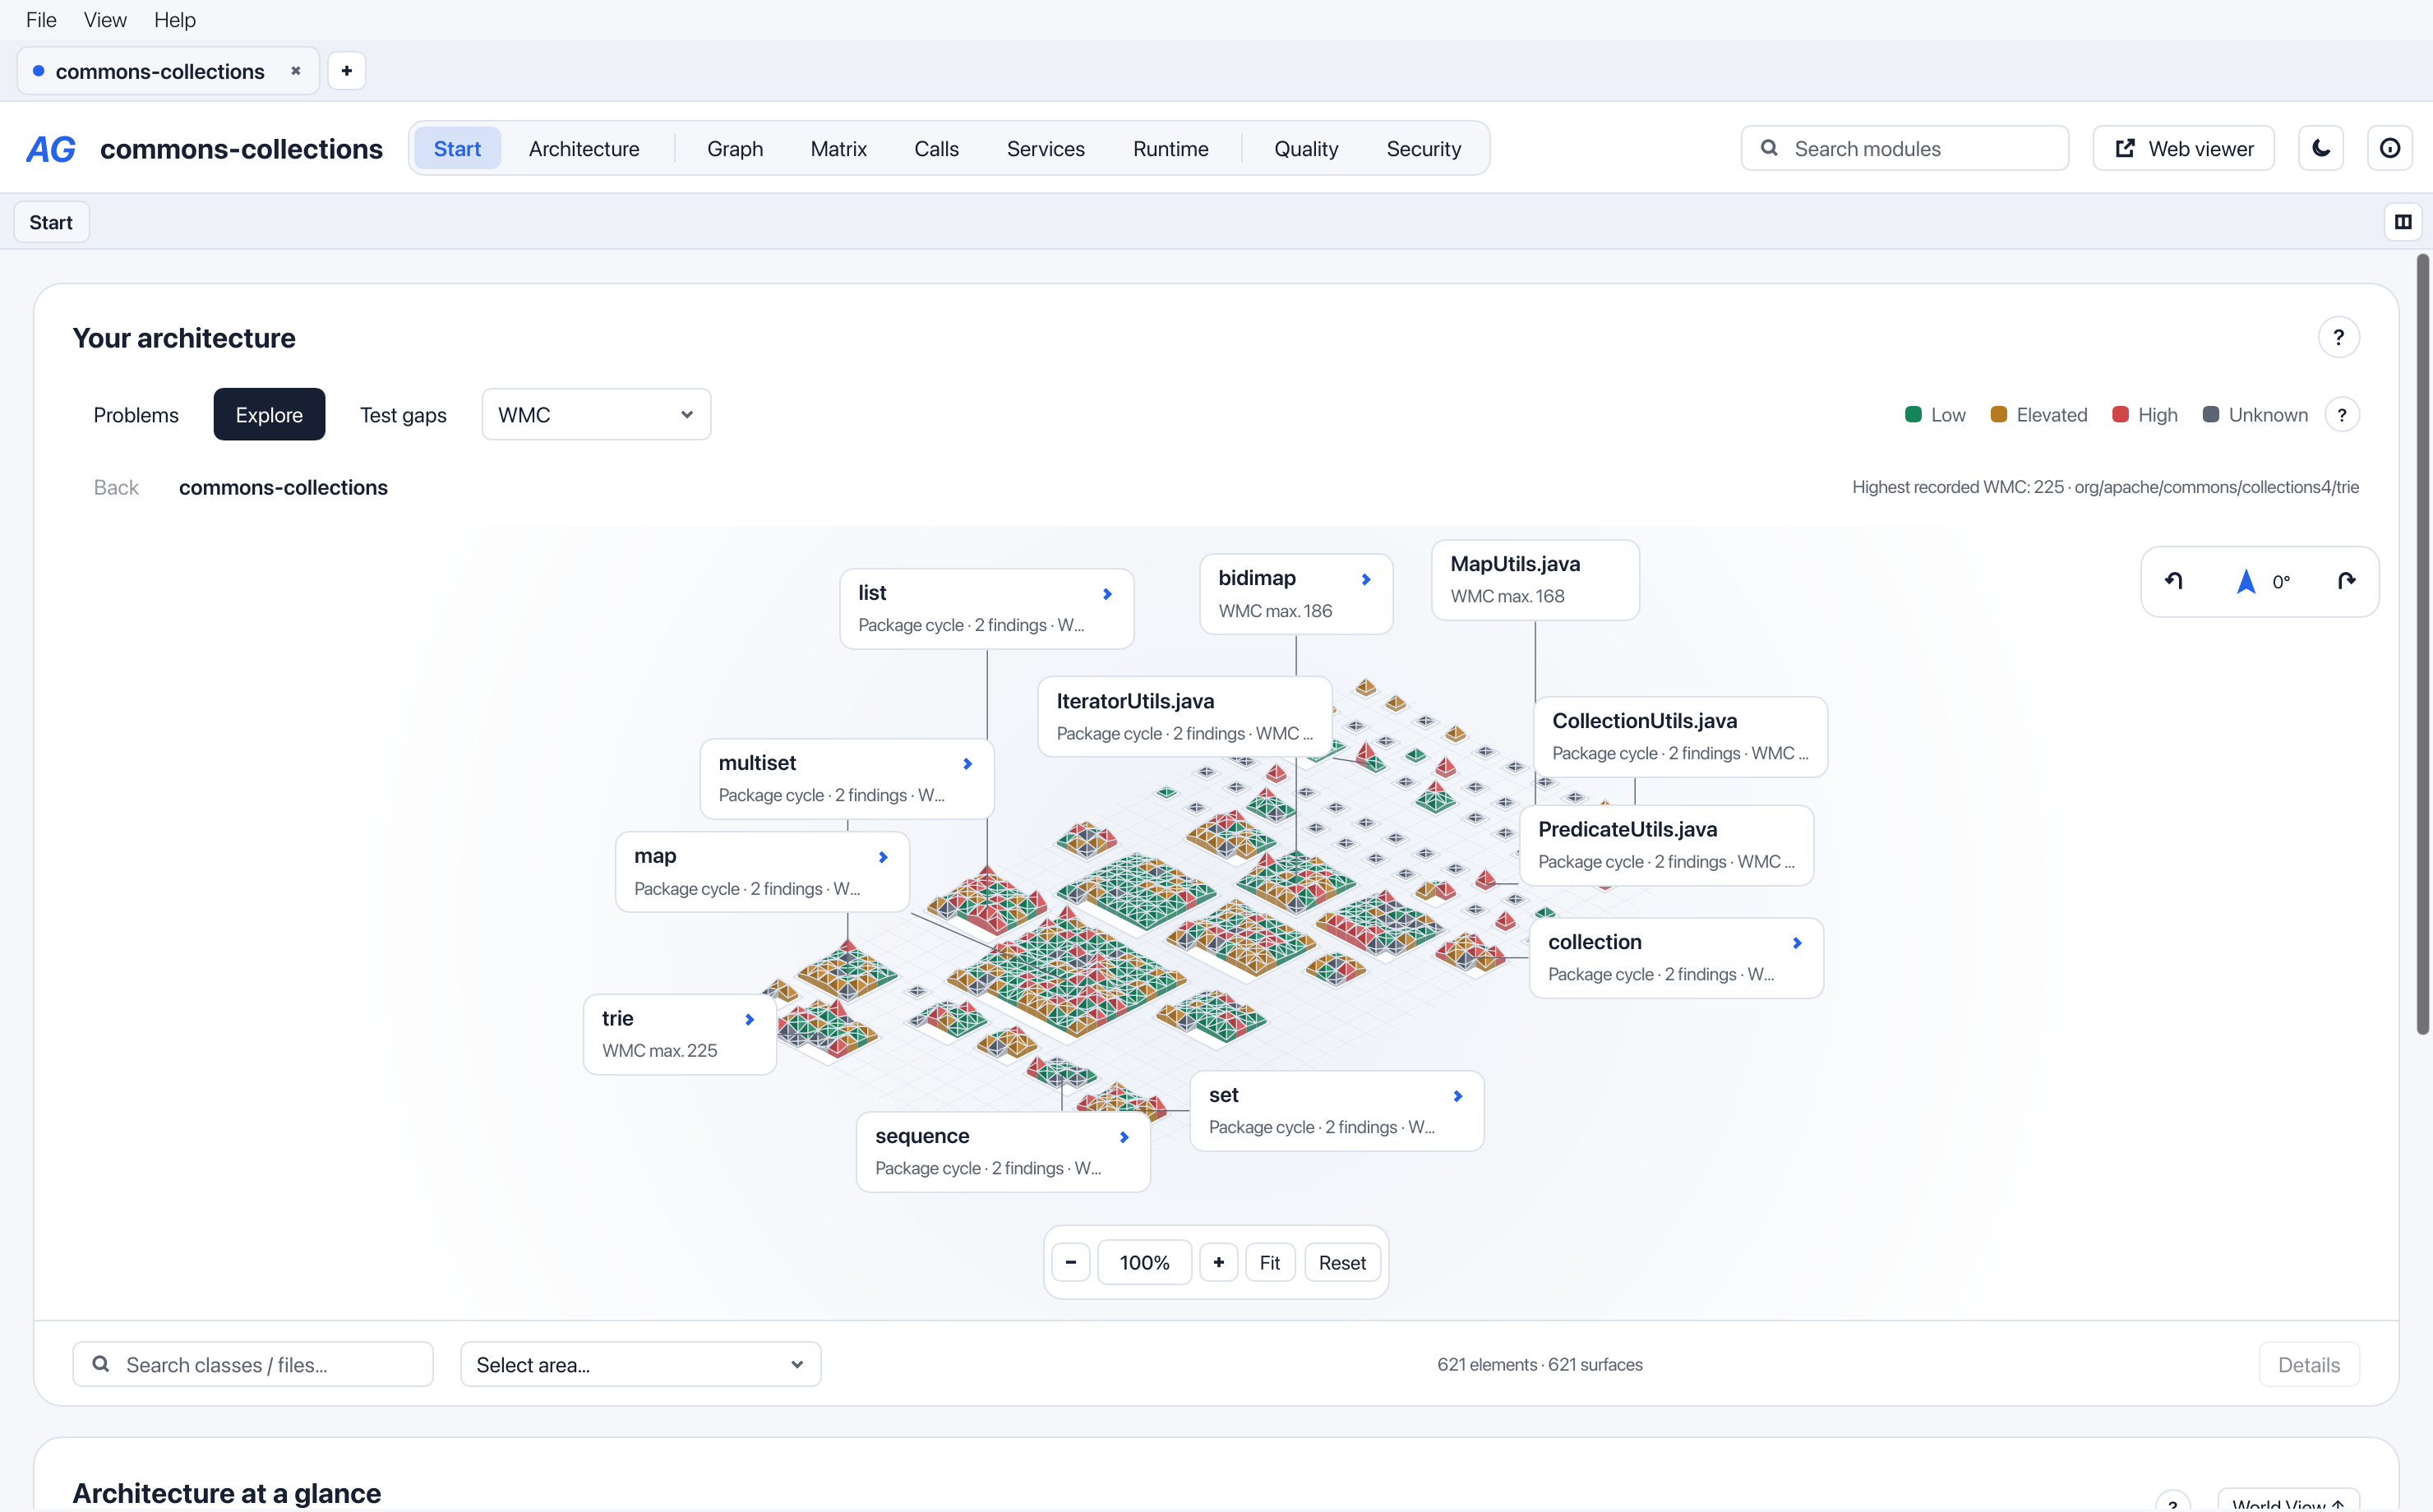 File View Help
commons-collections
AG commons-collections Start Architecture Graph Matrix Calls Services Runtime Quality Security Search modules Web viewer
Start
Your architecture ?
Problems Explore Test gaps WMC Low Elevated High Unknown ?
Back commons-collections Highest recorded WMC: 225 · org/apache/commons/collections4/trie
MapUtils.java
WMC max. 168
bidimap
WMC max. 186
0°
list
Package cycle · 2 findings · W...
IteratorUtils.java
Package cycle · 2 findings · WMC ...
CollectionUtils.java
Package cycle · 2 findings · WMC ...
multiset
Package cycle · 2 findings · W...
PredicateUtils.java
Package cycle · 2 findings · WMC ...
map
Package cycle · 2 findings · W...
collection
Package cycle · 2 findings · W...
trie
WMC max. 225
set
Package cycle · 2 findings · W...
sequence
Package cycle · 2 findings · W...
− 100% + Fit Reset
Search classes / files... Select area... 621 elements · 621 surfaces Details
Architecture at a glance ? World View ↑